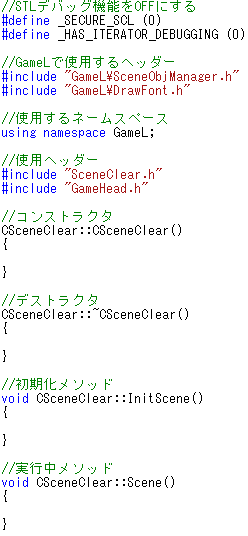 //STLデバッグ機能をOFFにする
#define _SECURE_SCL (0)
#define _HAS_ITERATOR_DEBUGGING (0)
//GameLで使用するヘッダー
#include "GameL¥SceneObjManager.h"
#include "GameL¥DrawFont.h"
//使用するネームスペース
using namespace GameL;
//使用ヘッダー
#include "SceneClear.h"
#include "GameHead.h"
//コンストラクタ
CSceneClear::CSceneClear()
{
}
//デストラクタ
CSceneClear::~CSceneClear()
{
}
//初期化メソッド
void CSceneClear::InitScene()
{
}
//実行中メソッド
void CSceneClear::Scene()
{
}